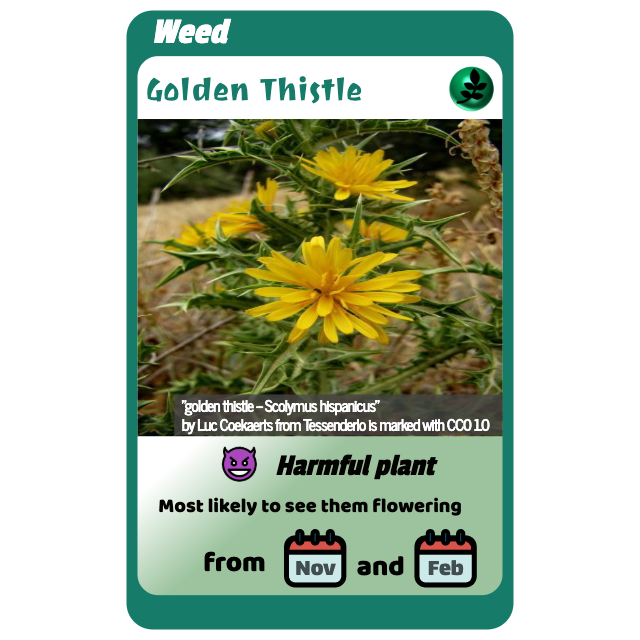 Weed
Golden Thistle
"golden thistle – Scolymus hispanicus"
by Luc Coekaerts from Tessenderlo is marked with CC0 1.0
Harmful plant
Most likely to see them flowering
from Nov and Feb